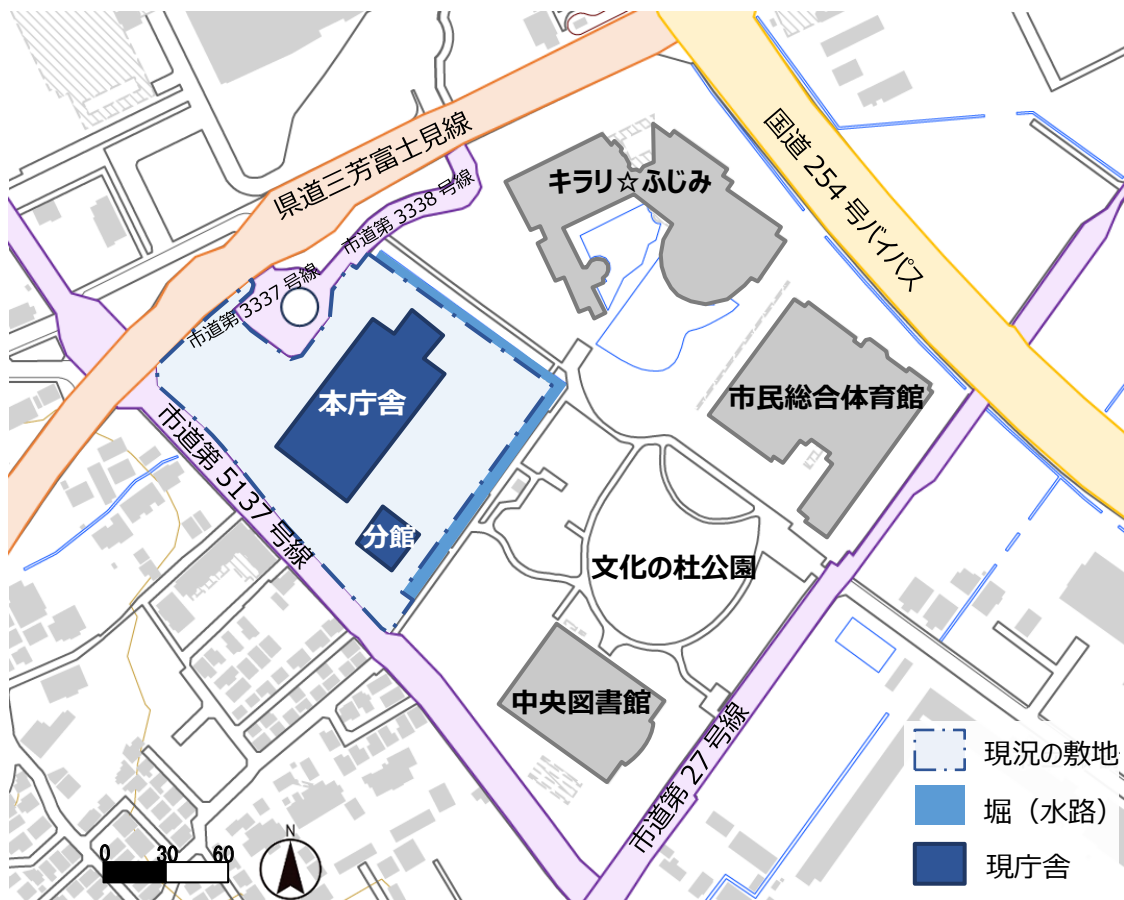 県道三芳富士見線
国道 254 号バイパス
キラリ☆ふじみ
市道第 3338 号線
市道第 3337 号線
本庁舎
市民総合体育館
市道第 5137 号線
分館
文化の杜公園
中央図書館
市道第 27 号線
現況の敷地
堀（水路）
現庁舎
0 30 60
N